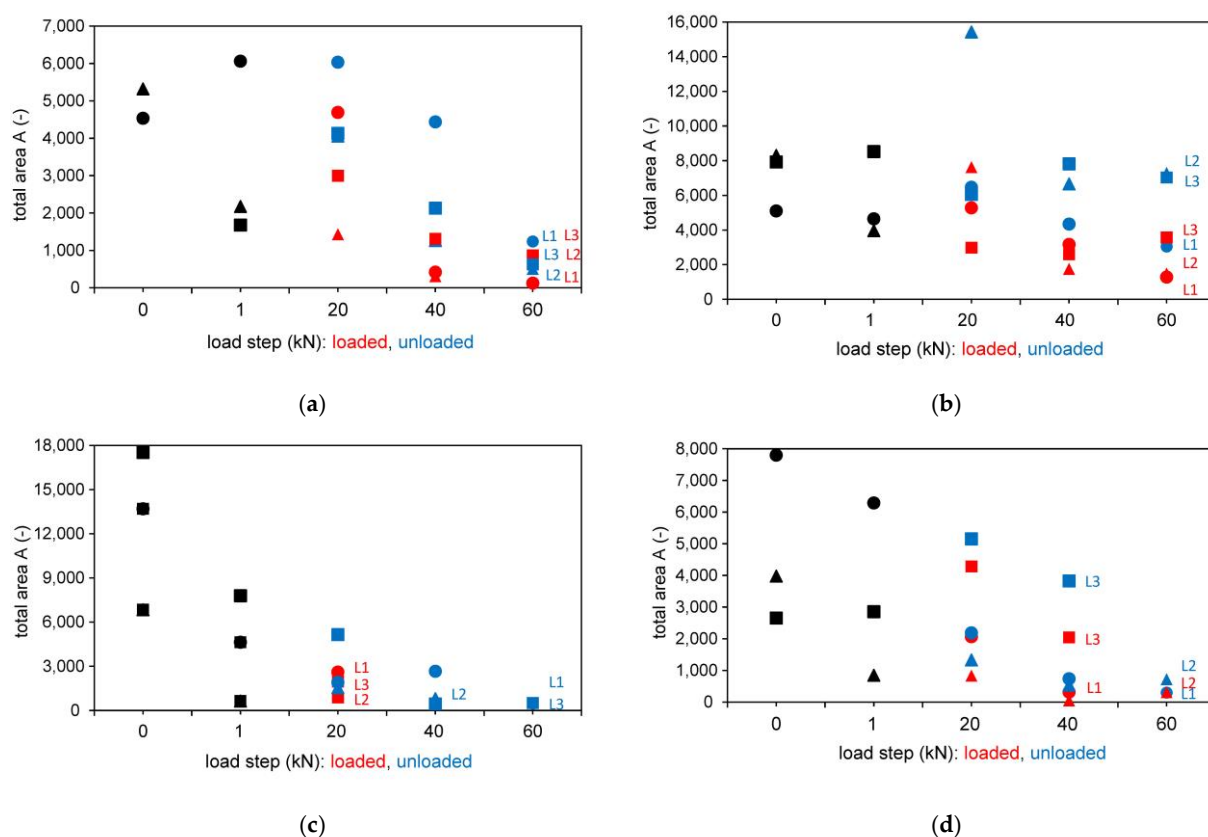 total area A (-)
7,000
6,000
5,000
4,000
3,000
2,000
1,000
0
L1 L3
L3 L2
L2 L1
0 1 20 40 60
load step (kN): loaded, unloaded
(a)
total area A (-)
16,000
14,000
12,000
10,000
8,000
6,000
4,000
2,000
0
L2
L3
L3
L1
L2
L1
0 1 20 40 60
load step (kN): loaded, unloaded
(b)
total area A (-)
18,000
15,000
12,000
9,000
6,000
3,000
0
L1
L3
L2
L2
L1
L3
0 1 20 40 60
load step (kN): loaded, unloaded
(c)
total area A (-)
8,000
7,000
6,000
5,000
4,000
3,000
2,000
1,000
0
L3
L3
L1
L2
L2
L1
0 1 20 40 60
load step (kN): loaded, unloaded
(d)